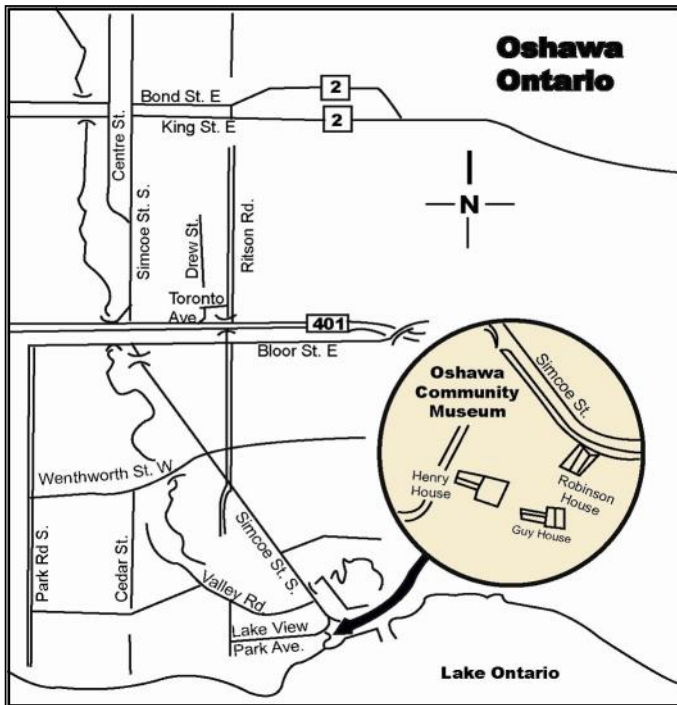 Oshawa
Ontario
Bond St. E
2
King St. E
2
Centre St.
Simcoe St. S.
Drew St.
Ritson Rd.
N
Toronto
Ave.
401
Bloor St. E
Oshawa
Community
Museum
Simcoe St.
Henry
House
Robinson
House
Guy House
Wenthworth St. W
Park Rd S.
Cedar St.
Simcoe St. S.
Valley Rd.
Lake View
Park Ave.
Lake Ontario